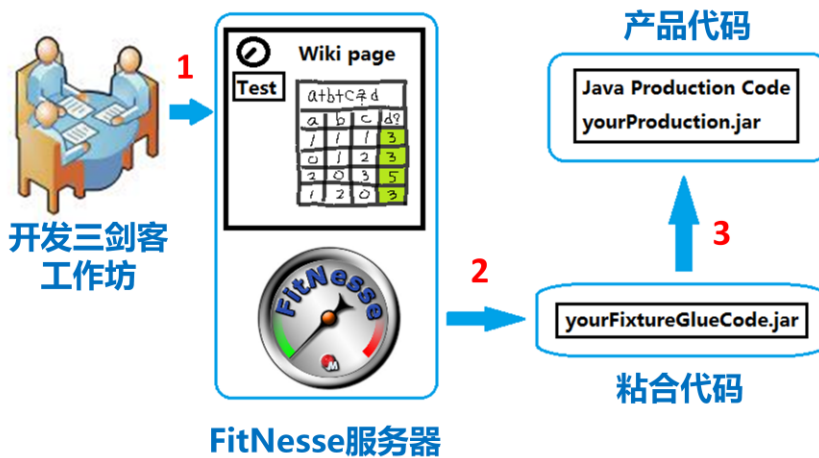 产品代码
Java Production Code
yourProduction.jar
1
Wiki page
Test
a+b+c=d
a b c d?
1 1 1 3
0 1 2 3
2 0 3 5
1 2 0 3
开发三剑客
工作坊
FitNesse
2
3
yourFixtureGlueCode.jar
粘合代码
FitNesse服务器